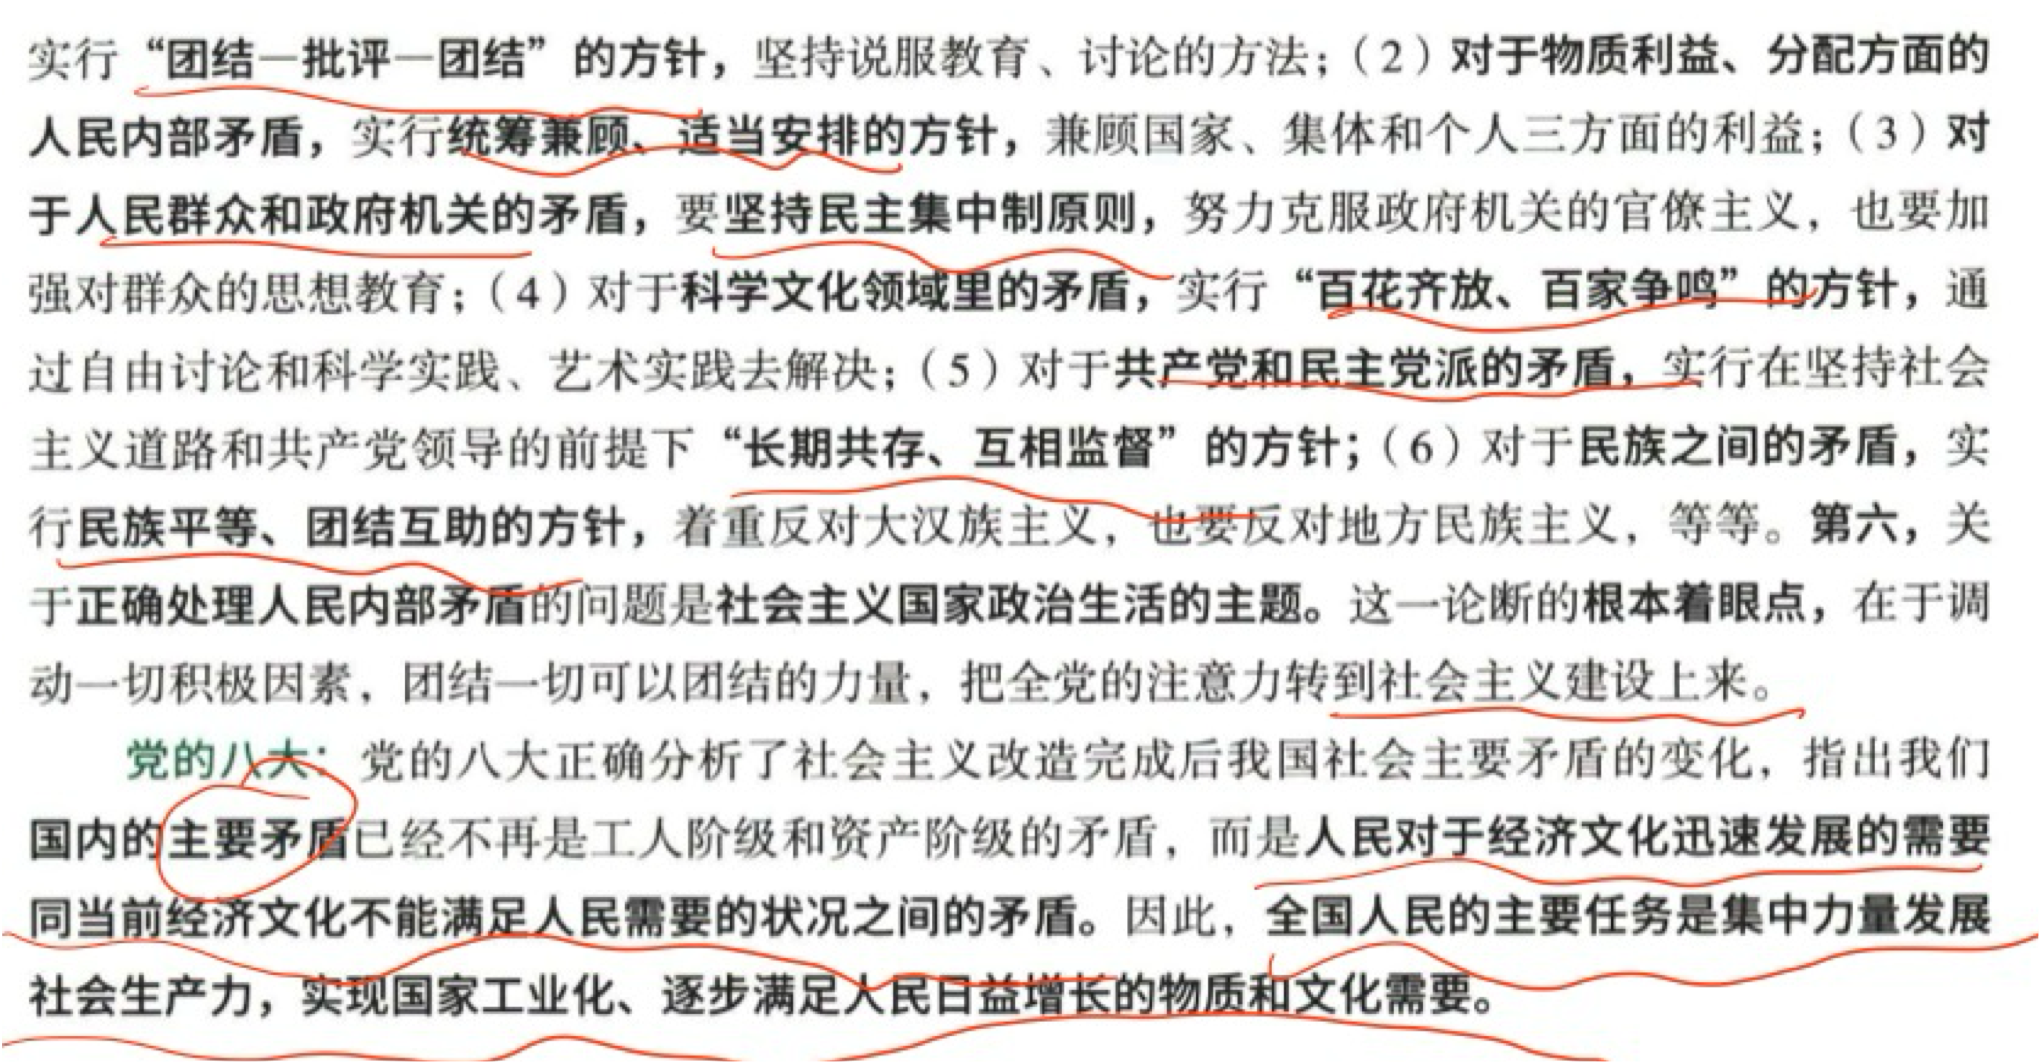 实行“团结—批评—团结”的方针，坚持说服教育、讨论的方法；（2）对于物质利益、分配方面的
人民内部矛盾，实行统筹兼顾、适当安排的方针，兼顾国家、集体和个人三方面的利益；（3）对
于人民群众和政府机关的矛盾，要坚持民主集中制原则，努力克服政府机关的官僚主义，也要加
强对群众的思想教育；（4）对于科学文化领域里的矛盾，实行“百花齐放、百家争鸣”的方针，通
过自由讨论和科学实践、艺术实践去解决；（5）对于共产党和民主党派的矛盾，实行在坚持社会
主义道路和共产党领导的前提下“长期共存、互相监督”的方针；（6）对于民族之间的矛盾，实
行民族平等、团结互助的方针，着重反对大汉族主义，也要反对地方民族主义，等等。第六，关
于正确处理人民内部矛盾的问题是社会主义国家政治生活的主题。这一论断的根本着眼点，在于调
动一切积极因素，团结一切可以团结的力量，把全党的注意力转到社会主义建设上来。
党的八大：党的八大正确分析了社会主义改造完成后我国社会主要矛盾的变化，指出我们
国内的主要矛盾已经不再是工人阶级和资产阶级的矛盾，而是人民对于经济文化迅速发展的需要
同当前经济文化不能满足人民需要的状况之间的矛盾。因此，全国人民的主要任务是集中力量发展
社会生产力，实现国家工业化、逐步满足人民日益增长的物质和文化需要。